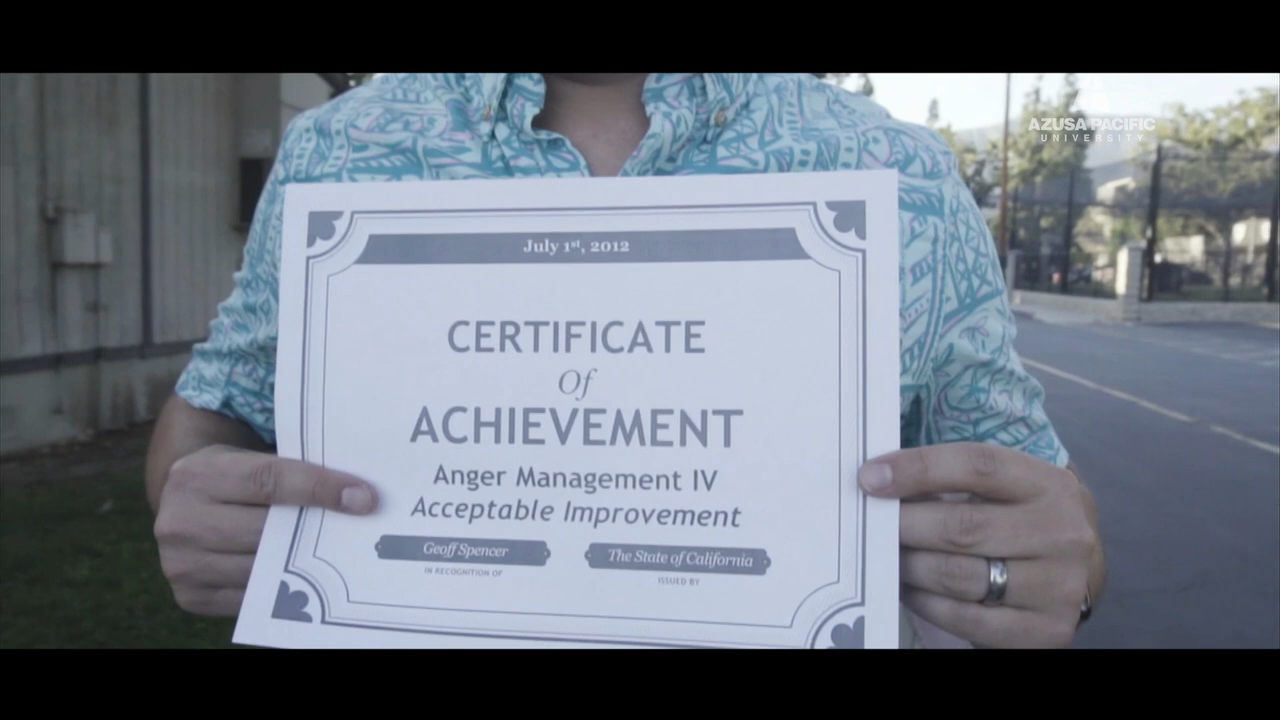 AZUSA PACIFIC
UNIVERSITY
July 1st, 2012
CERTIFICATE
Of
ACHIEVEMENT
Anger Management IV
Acceptable Improvement
Geoff Spencer
The State of California
IN RECOGNITION OF
ISSUED BY